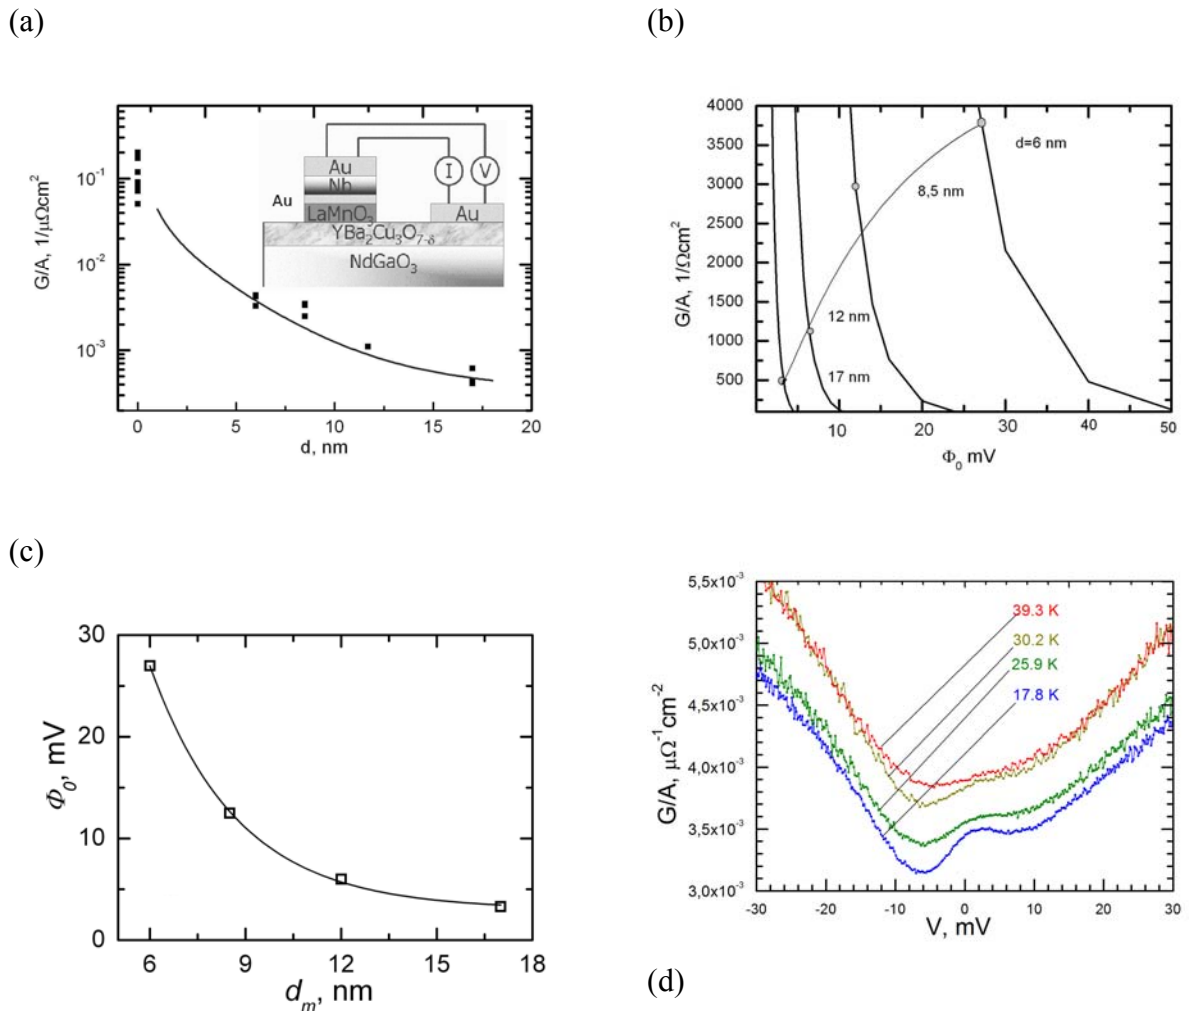 (a)
G/A, 1/μΩcm²
10⁻¹
10⁻²
10⁻³
0 5 10 15 20
d, nm
Au
Nb
Au
LaMnO₃
YBa₂Cu₃O₇₋δ
NdGaO₃
I
V
Au
(b)
G/A, 1/Ωcm²
4000
3500
3000
2500
2000
1500
1000
500
10 20 30 40 50
Φ₀ mV
d=6 nm
8,5 nm
12 nm
17 nm
(c)
Φ₀, mV
30
20
10
0
6 9 12 15 18
dₘ, nm
G/A, μΩ⁻¹cm⁻²
5,5x10⁻³
5,0x10⁻³
4,5x10⁻³
4,0x10⁻³
3,5x10⁻³
3,0x10⁻³
39.3 K
30.2 K
25.9 K
17.8 K
-30 -20 -10 0 10 20 30
V, mV
(d)